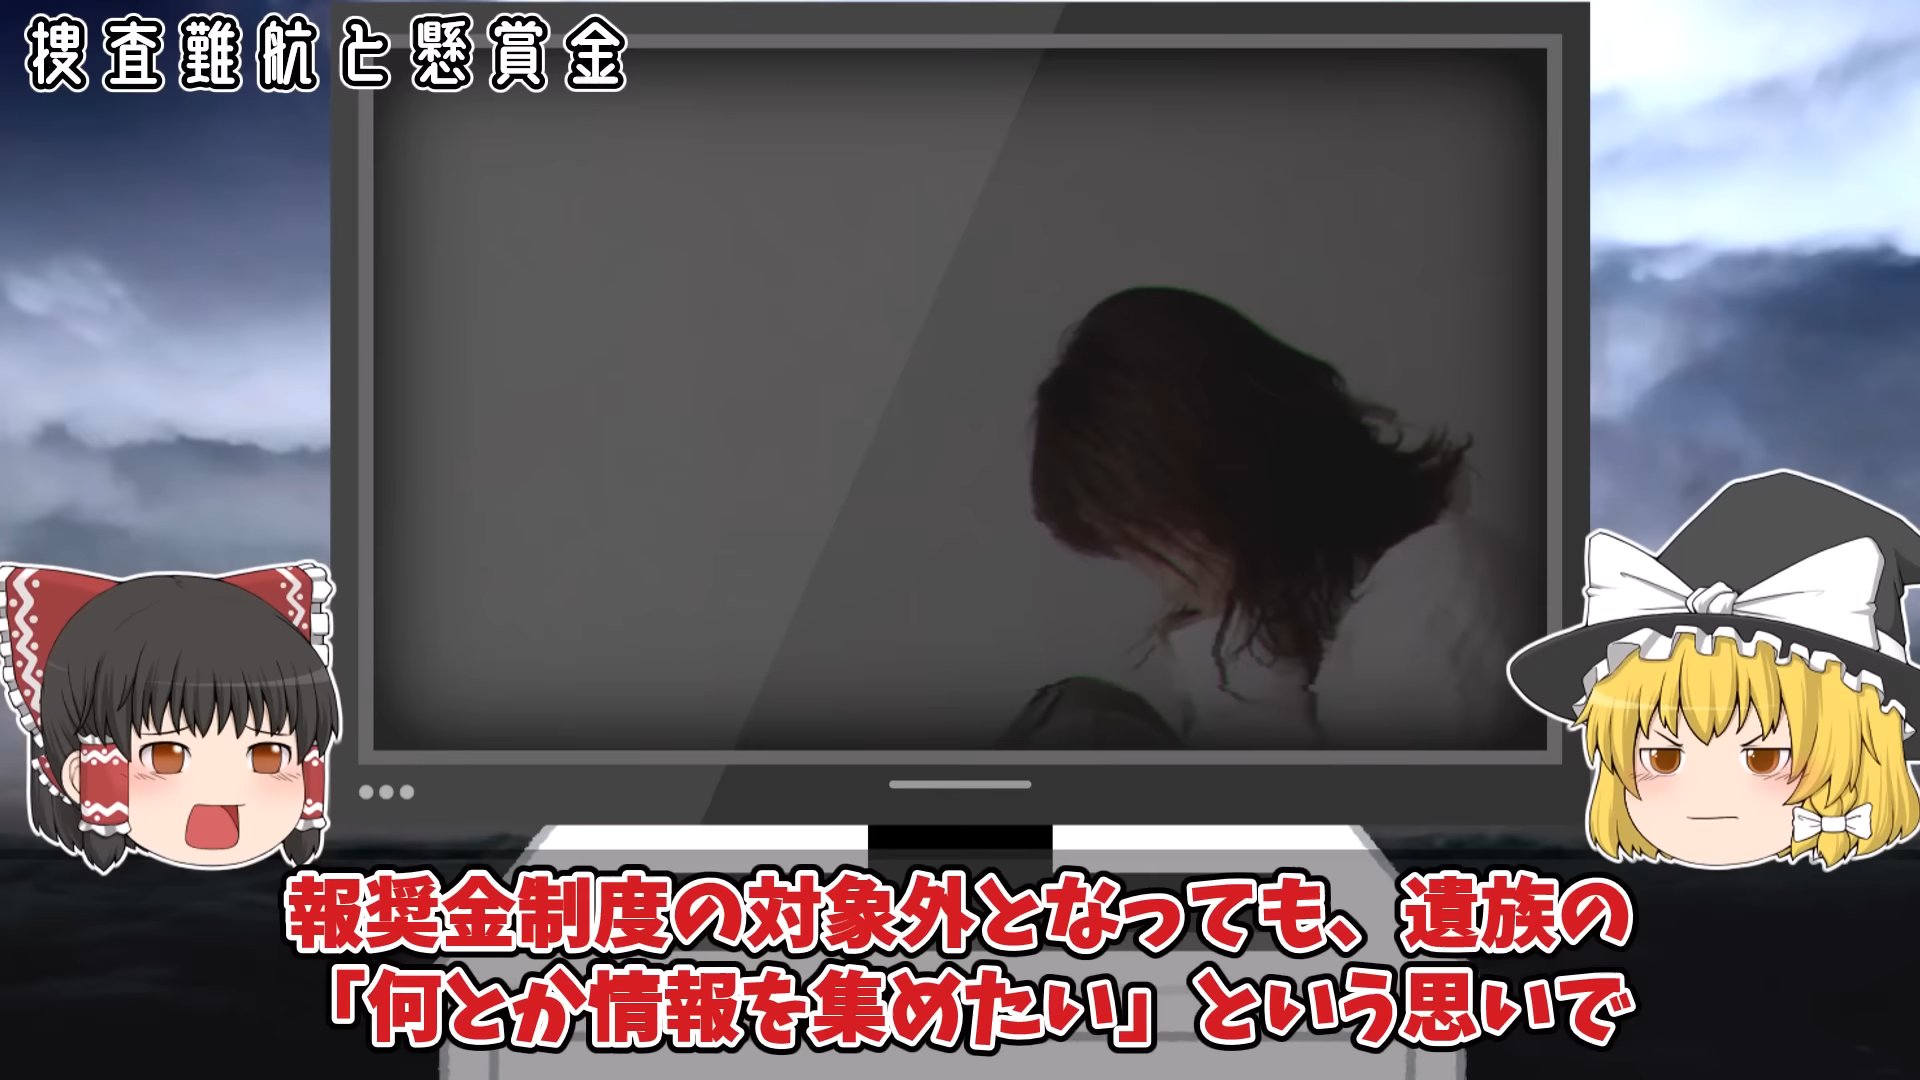 捜査難航と懸賞金
報奨金制度の対象外となっても、遺族の
「何とか情報を集めたい」という思いで